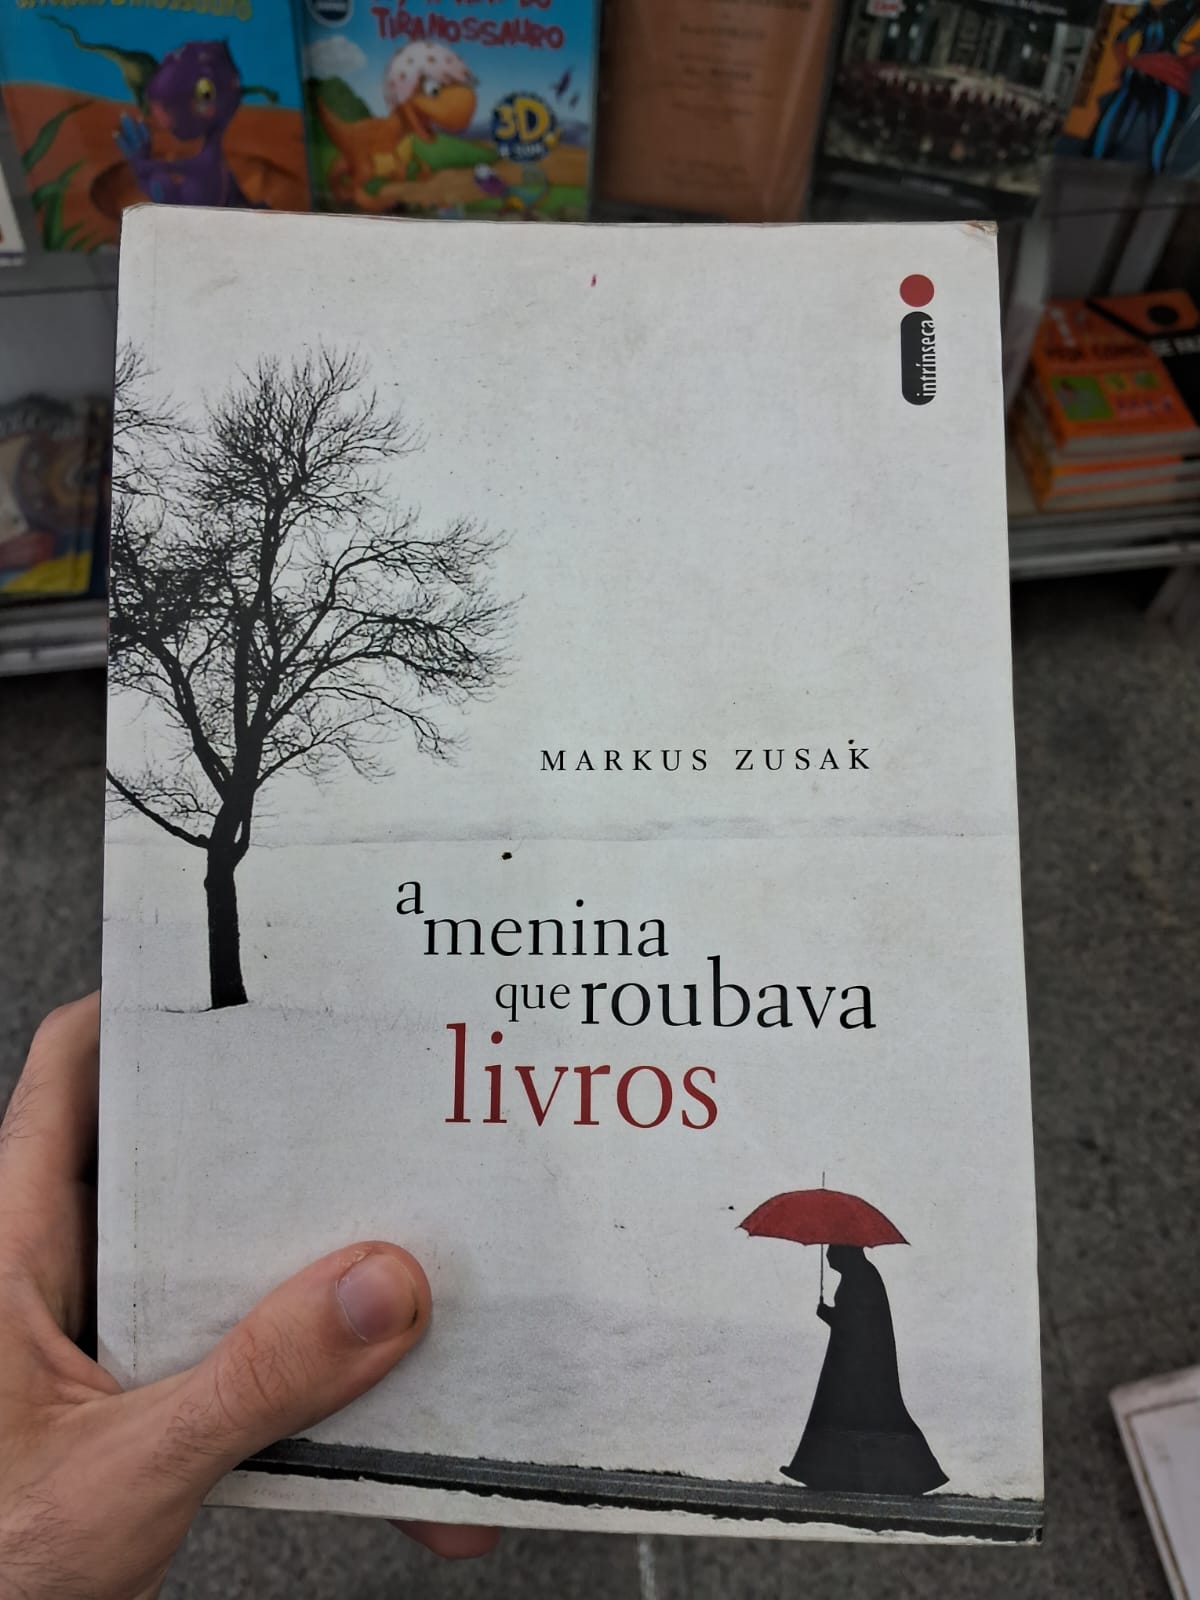 TIRANOSSAURO
3D
intrínseca
MARKUS ZUSAK
a
menina
que roubava
livros